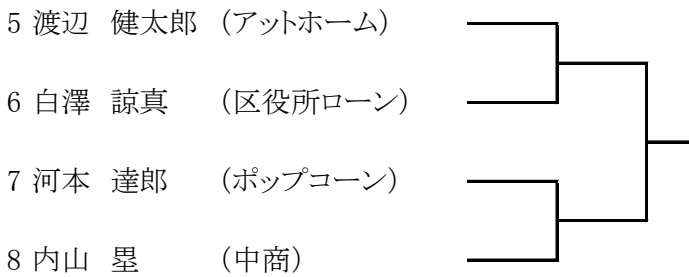 5 渡辺 健太郎 (アットホーム)
6 白澤 諒真 (区役所ローン)
7 河本 達郎 (ポップコーン)
8 内山 塁 (中商)